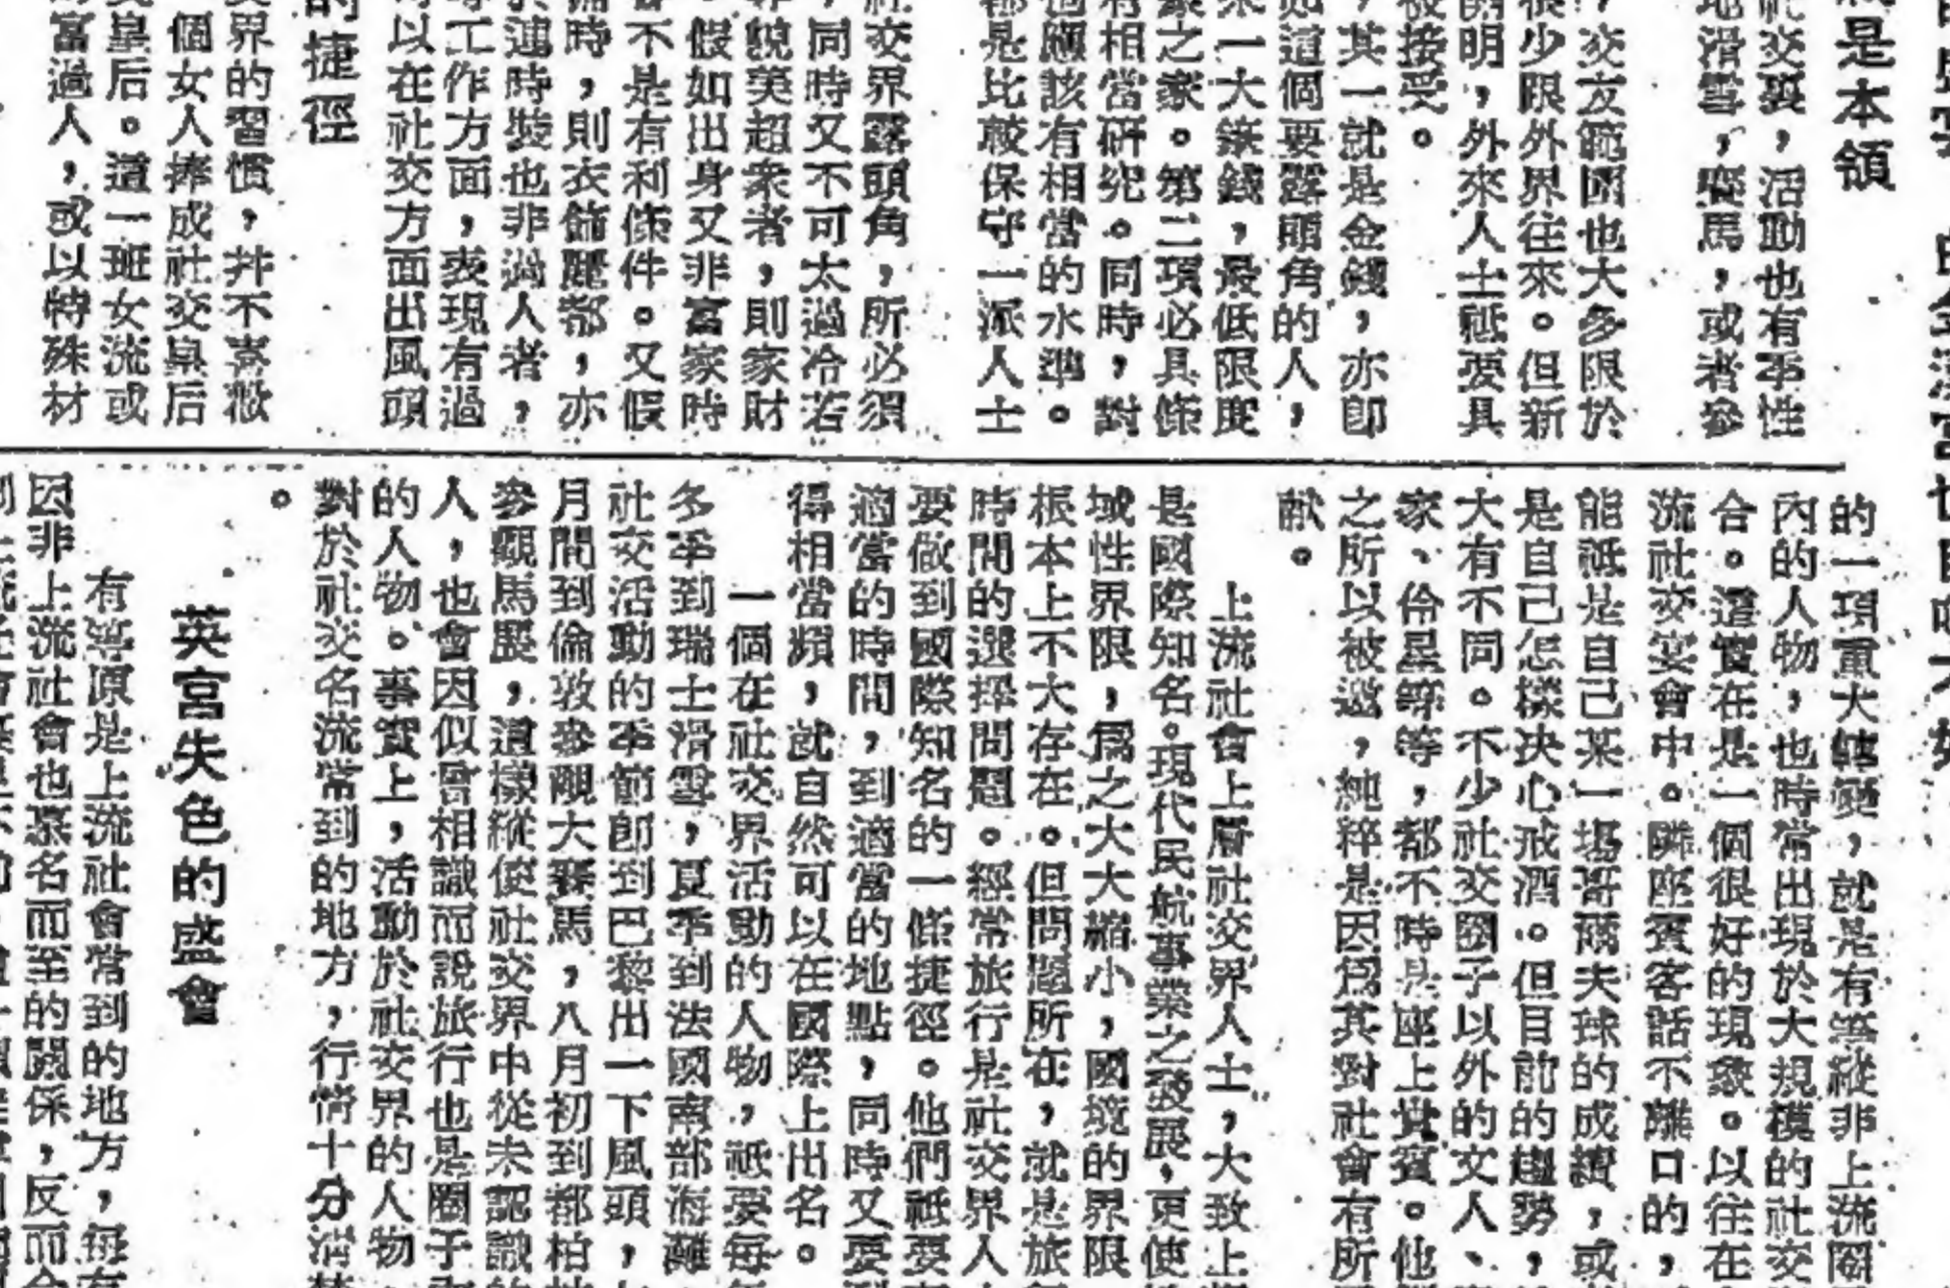 就是本領
社交裏，活動也有季性
地滑雪，賽馬，或者參
，交友範圍也大多限於
很少跟外界往來。但新
朗明，外來人士祗要具
被接受。
，其一就是金錢，亦即
如這個要露頭角的人，
來一大筆錢，最低限度
豪之家。第二項必具條
有相當研究。同時，對
也應該有相當的水準。
都是比較保守一派人士
社交界露頭角，所必須
，同時又不可太過冷若
非說美超衆者，則家財
。假如出身又非富家時
不是有利條件。又假
備時，則衣飾麗都，亦
於連時裝也非過人者，
工作方面，表現有過
可以在社交方面出風頭
的捷徑
英界的習慣，幷不喜歡
個女人捧成社交皇后
皇后。這一班女流或
富過人，或以特殊材
的一項重大轉變，就是有等縱非上流圈
內的人物，也時常出現於大規模的社交
合。這實在是一個很好的現象。以往在
流社交宴會中。隣座賓客話不離口的，
能祗是自己某一場哥爾夫球的成績，或
是自己怎樣決心戒酒。但目前的趨勢，
大有不同。不少社交圈子以外的文人、
家、伶星等等，都不時是座上貴賓。他
之所以被邀，純粹是因爲其對社會有所
献。
上流社會上層社交界人士，大致上
是國際知名。現代民航事業之發展，更使
域性界限，爲之大大縮小，國境的界限
根本上不大存在。但問題所在，就是旅
時間的選擇問題。經常旅行是社交界人
要做到國際知名的一條捷徑。他們祗要
適當的時間，到適當的地點，同時又要
得相當頻，就自然可以在國際上出名。
一個在社交界活動的人物，祗要每
冬季到瑞士滑雪，夏季到法國南部海灘
社交活動的季節即到巴黎出一下風頭，
月間到倫敦參觀大賽馬，八月初到都柏
參觀馬展，這樣縱使社交界中從未認識
人，也會因似曾相識而說旅行也是圈子
的人物。事實上，活動於社交界的人物
對於社交名流常到的地方，行情十分清
。
英宮失色的盛會
有等原是上流社會常到的地方，每
因非上流社會也慕名而至的關係，反而